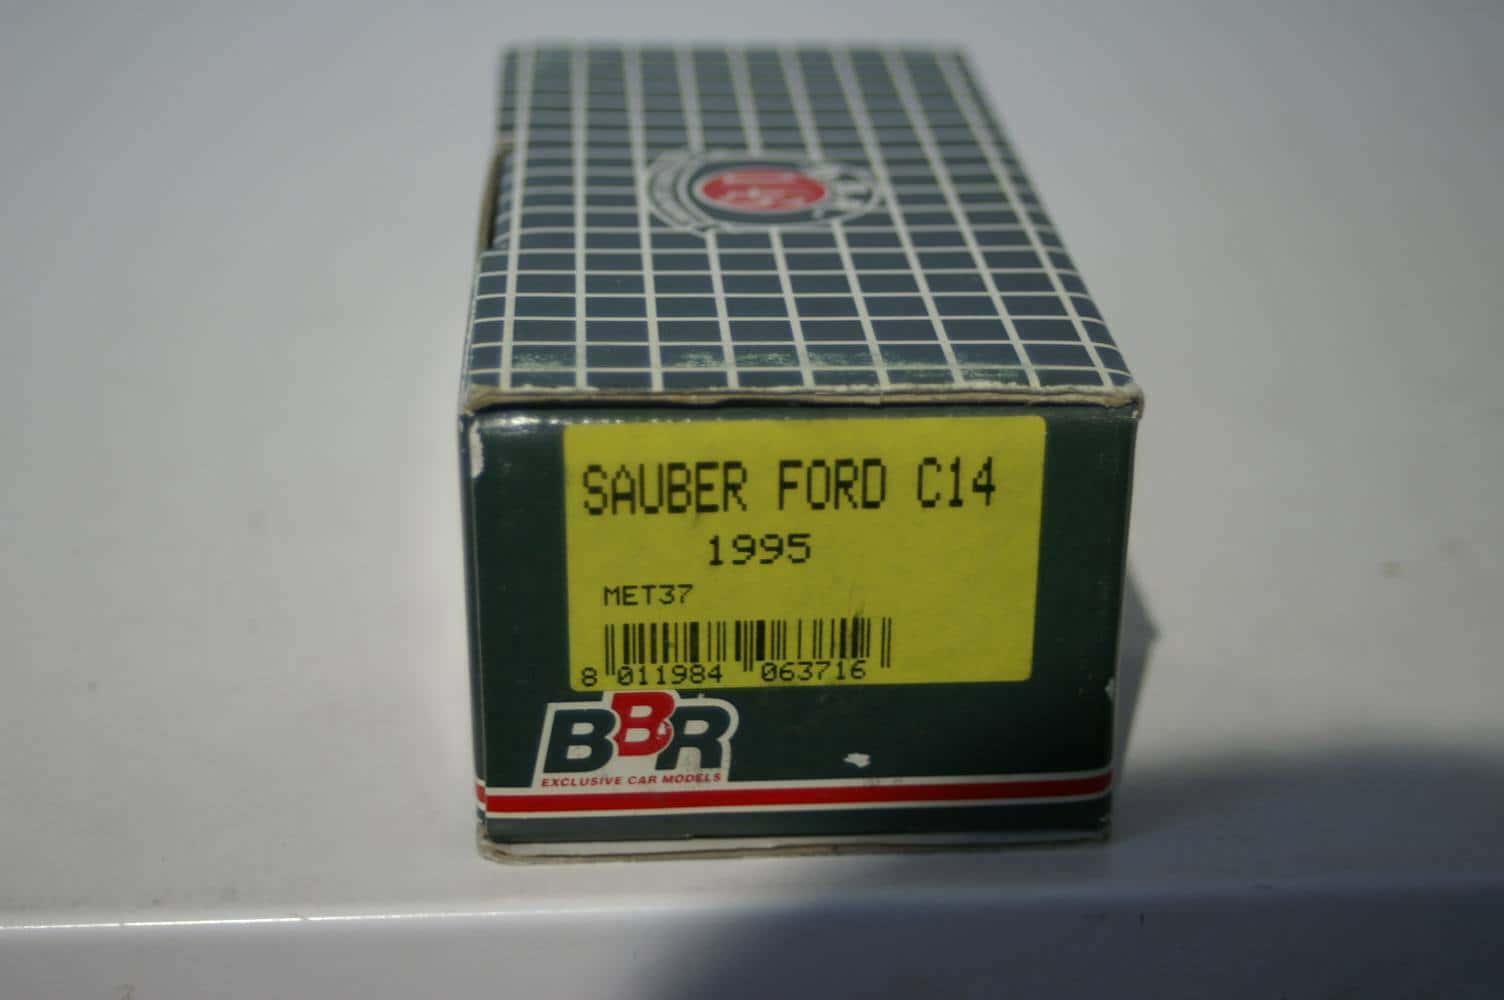 SAUBER FORD C14
1995
MET37
8 011984 063716
BBR
EXCLUSIVE CAR MODELS